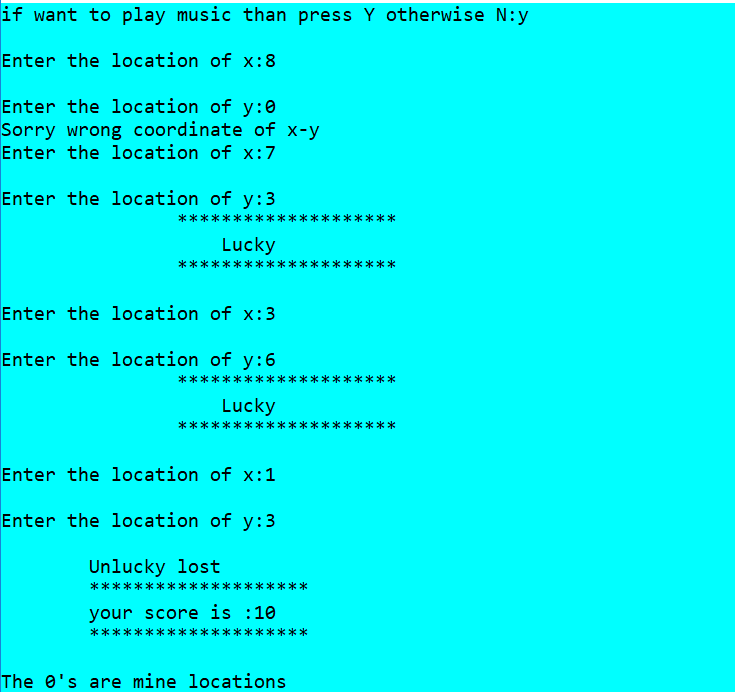 if want to play music than press Y otherwise N:y
Enter the location of x:8
Enter the location of y:0
Sorry wrong coordinate of x-y
Enter the location of x:7
Enter the location of y:3
********************
Lucky
********************
Enter the location of x:3
Enter the location of y:6
********************
Lucky
********************
Enter the location of x:1
Enter the location of y:3
Unlucky lost
********************
your score is :10
********************
The 0's are mine locations